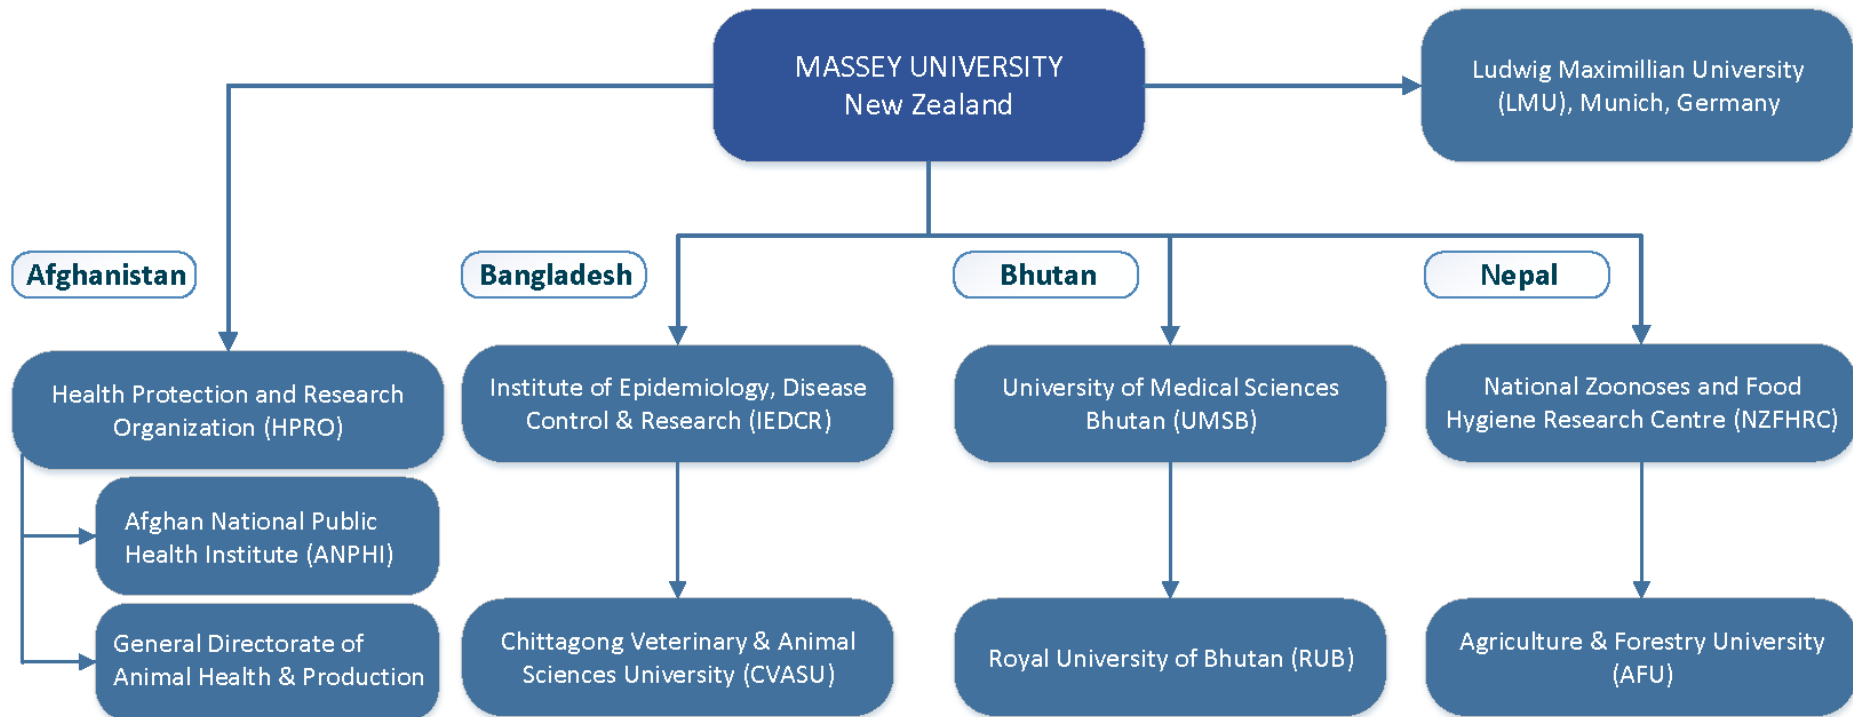 MASSEY UNIVERSITY
New Zealand
Ludwig Maximillian University
(LMU), Munich, Germany
Afghanistan
Bangladesh
Bhutan
Nepal
Health Protection and Research
Organization (HPRO)
Institute of Epidemiology, Disease
Control & Research (IEDCR)
University of Medical Sciences
Bhutan (UMSB)
National Zoonoses and Food
Hygiene Research Centre (NZFHRC)
Afghan National Public
Health Institute (ANPHI)
General Directorate of
Animal Health & Production
Chittagong Veterinary & Animal
Sciences University (CVASU)
Royal University of Bhutan (RUB)
Agriculture & Forestry University
(AFU)